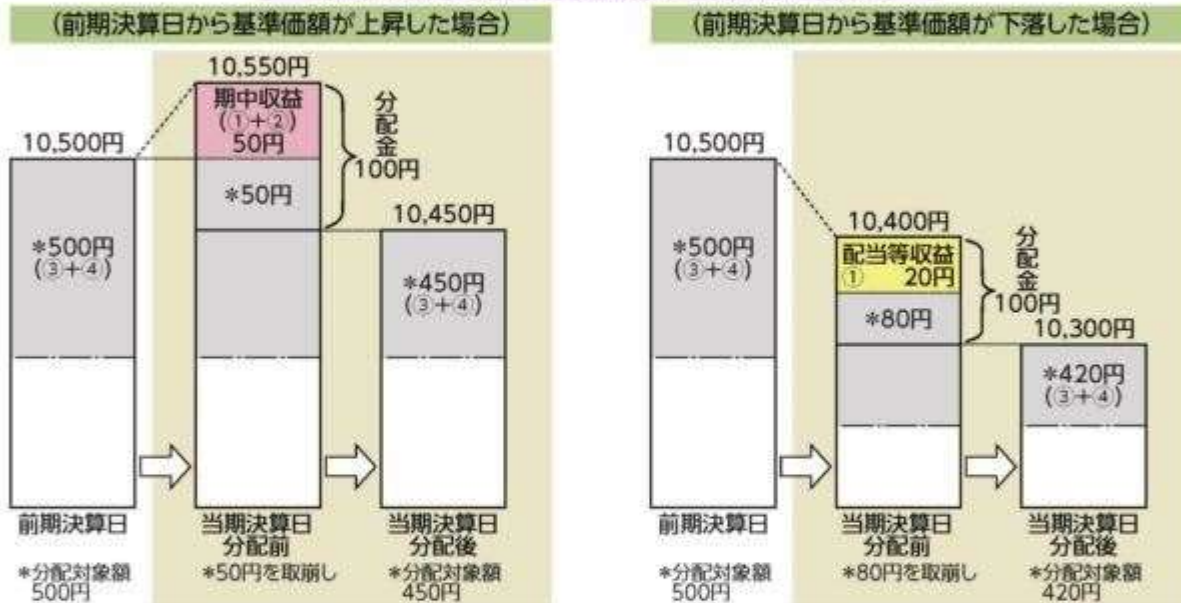 (前期決算日から基準価額が上昇した場合)
10,550円
期中収益
(①+②)
50円
分配金
100円
10,500円
*50円
10,450円
*500円
(③+④)
*450円
(③+④)
前期決算日
当期決算日
分配前
当期決算日
分配後
*分配対象額
500円
*50円を取崩し
*分配対象額
450円
(前期決算日から基準価額が下落した場合)
10,500円
10,400円
配当等収益
① 20円
分配金
100円
*500円
(③+④)
*80円
10,300円
*420円
(③+④)
前期決算日
当期決算日
分配前
当期決算日
分配後
*分配対象額
500円
*80円を取崩し
*分配対象額
420円